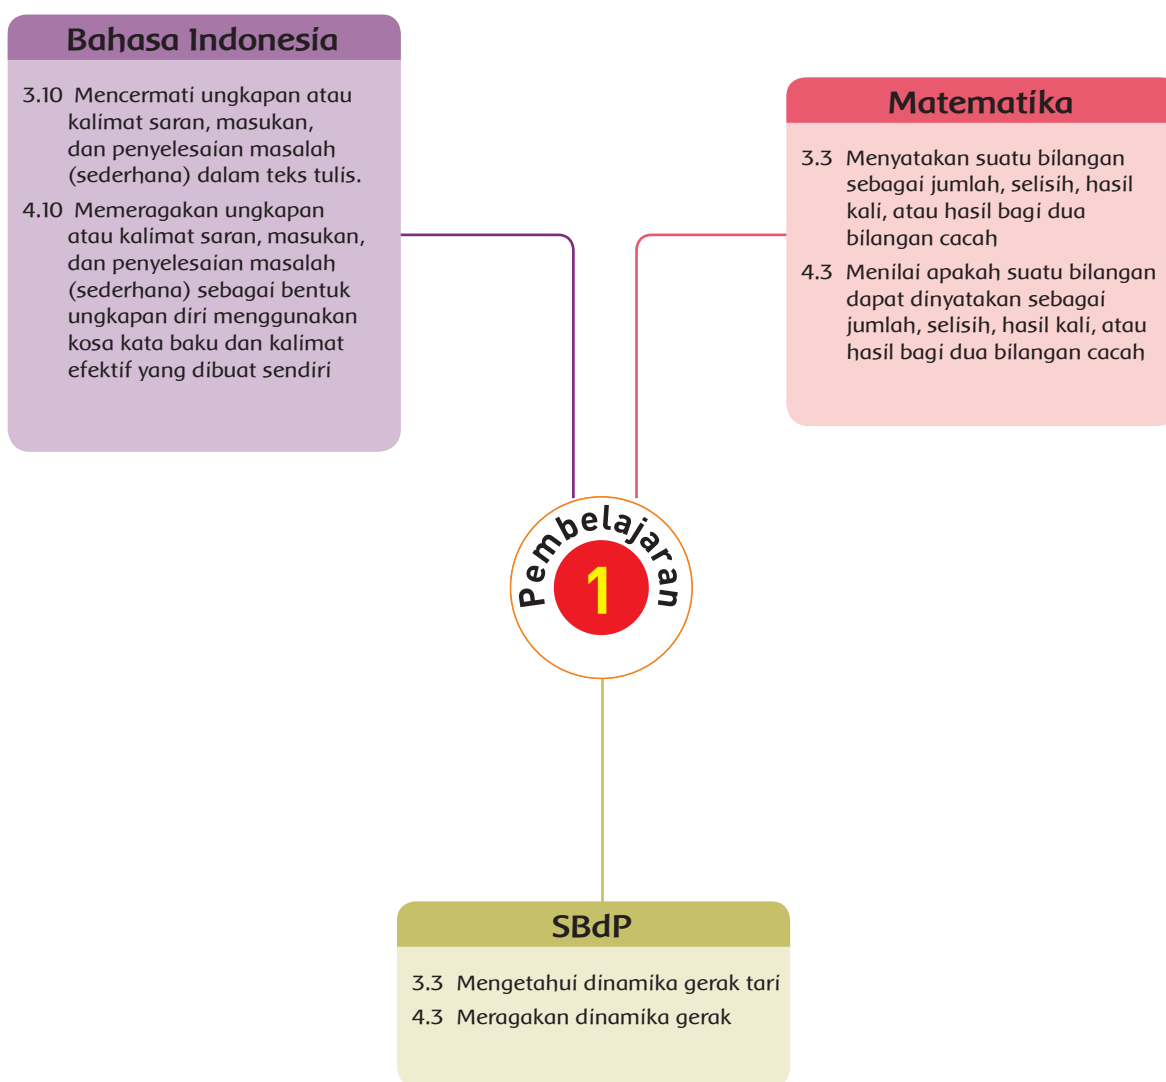 Bahasa Indonesia
3.10 Mencermati ungkapan atau
kalimat saran, masukan,
dan penyelesaian masalah
(sederhana) dalam teks tulis.
4.10 Memeragakan ungkapan
atau kalimat saran, masukan,
dan penyelesaian masalah
(sederhana) sebagai bentuk
ungkapan diri menggunakan
kosa kata baku dan kalimat
efektif yang dibuat sendiri
Matematika
3.3 Menyatakan suatu bilangan
sebagai jumlah, selisih, hasil
kali, atau hasil bagi dua
bilangan cacah
4.3 Menilai apakah suatu bilangan
dapat dinyatakan sebagai
jumlah, selisih, hasil kali, atau
hasil bagi dua bilangan cacah
Pembelajaran
1
SBdP
3.3 Mengetahui dinamika gerak tari
4.3 Meragakan dinamika gerak